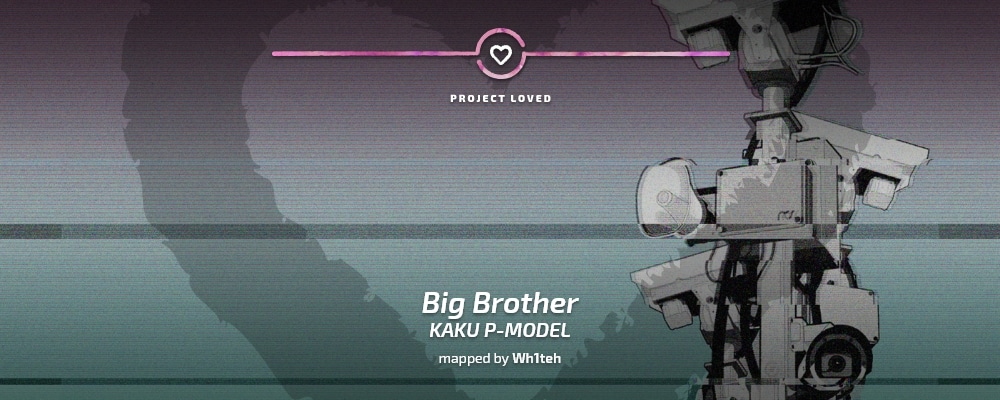 PROJECT LOVED
Big Brother
KAKU P-MODEL
mapped by Wh1teh